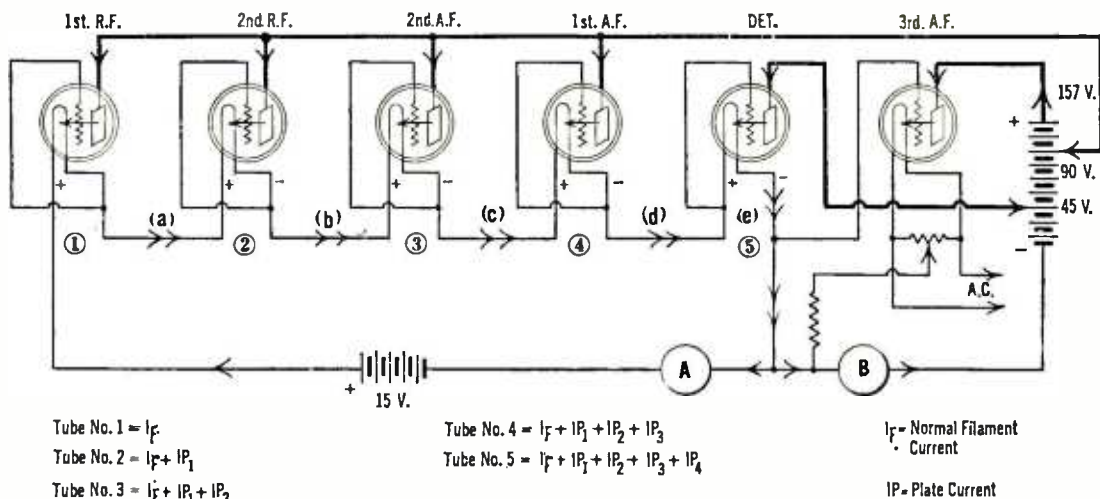 1st. R.F. 2nd R.F. 2nd A.F. 1st. A.F. DET. 3rd A.F.
157 V.
+
90 V.
45 V.
+ + - + - + - + - -
(a) (b) (c) (d) (e)
① ② ③ ④ ⑤
A.C.
A B
+
15 V.
Tube No. 1 = IF
Tube No. 2 = IF + IP1
Tube No. 3 = IF + IP1 + IP2
Tube No. 4 = IF + IP1 + IP2 + IP3
Tube No. 5 = IF + IP1 + IP2 + IP3 + IP4
IF = Normal Filament
Current
IP = Plate Current